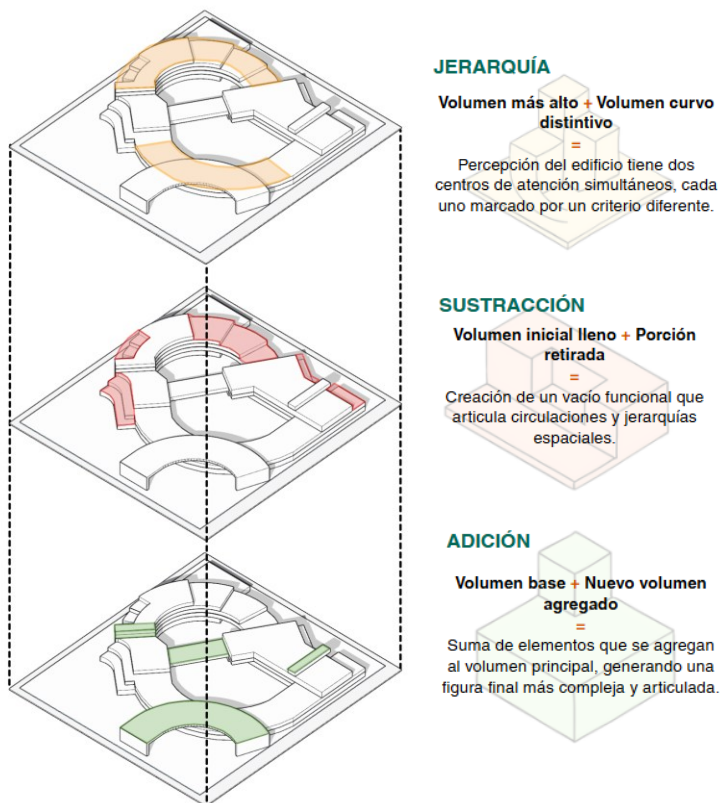 JERARQUÍA
Volumen más alto + Volumen curvo
distintivo
=
Percepción del edificio tiene dos
centros de atención simultáneos, cada
uno marcado por un criterio diferente.
SUSTRACCIÓN
Volumen inicial lleno + Porción
retirada
=
Creación de un vacío funcional que
articula circulaciones y jerarquías
espaciales.
ADICIÓN
Volumen base + Nuevo volumen
agregado
=
Suma de elementos que se agregan
al volumen principal, generando una
figura final más compleja y articulada.